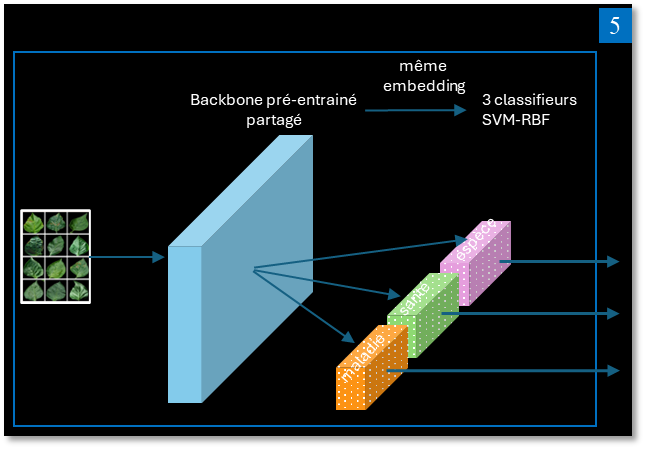 5
même
embedding
Backbone pré-entrainé
partagé
3 classifieurs
SVM-RBF
espèce
santé
maladie